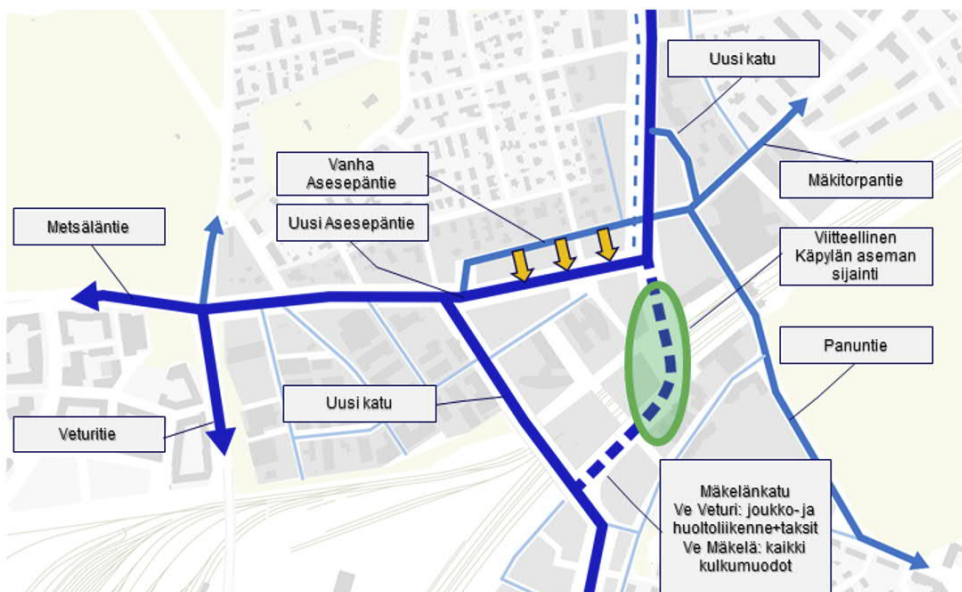 Uusi katu
Vanha
Asesepäntie
Mäkitorpantie
Metsäläntie
Uusi Asesepäntie
Viitteellinen
Käpylän aseman
sijainti
Panuntie
Uusi katu
Veturitie
Mäkelänkatu
Ve Veturi: joukko- ja
huoltoliikenne+taksit
Ve Mäkelä: kaikki
kulkumuodot